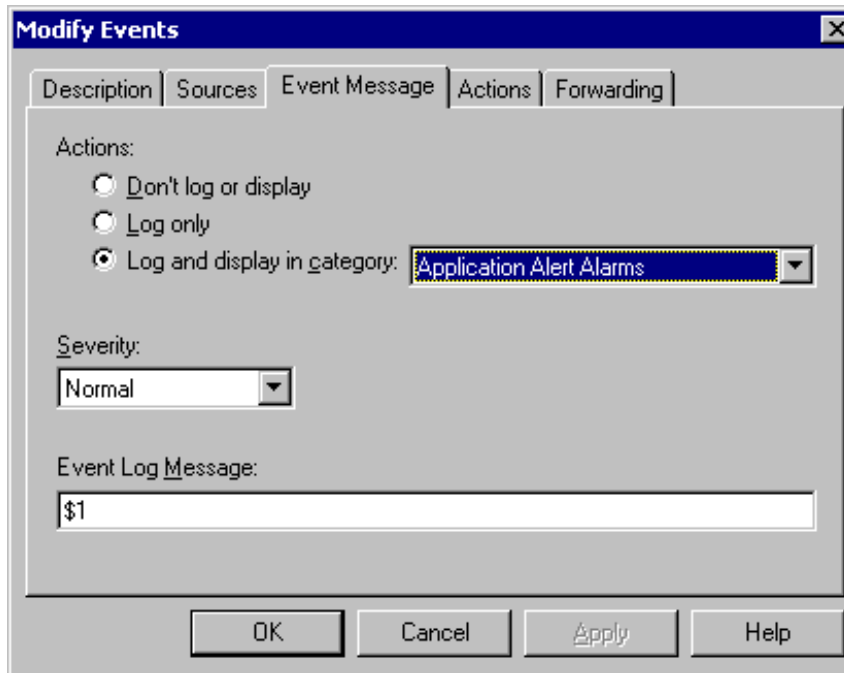 Modify Events
Description Sources Event Message Actions Forwarding
Actions:
Don't log or display
Log only
Log and display in category: Application Alert Alarms
Severity:
Normal
Event Log Message:
$1
OK Cancel Apply Help